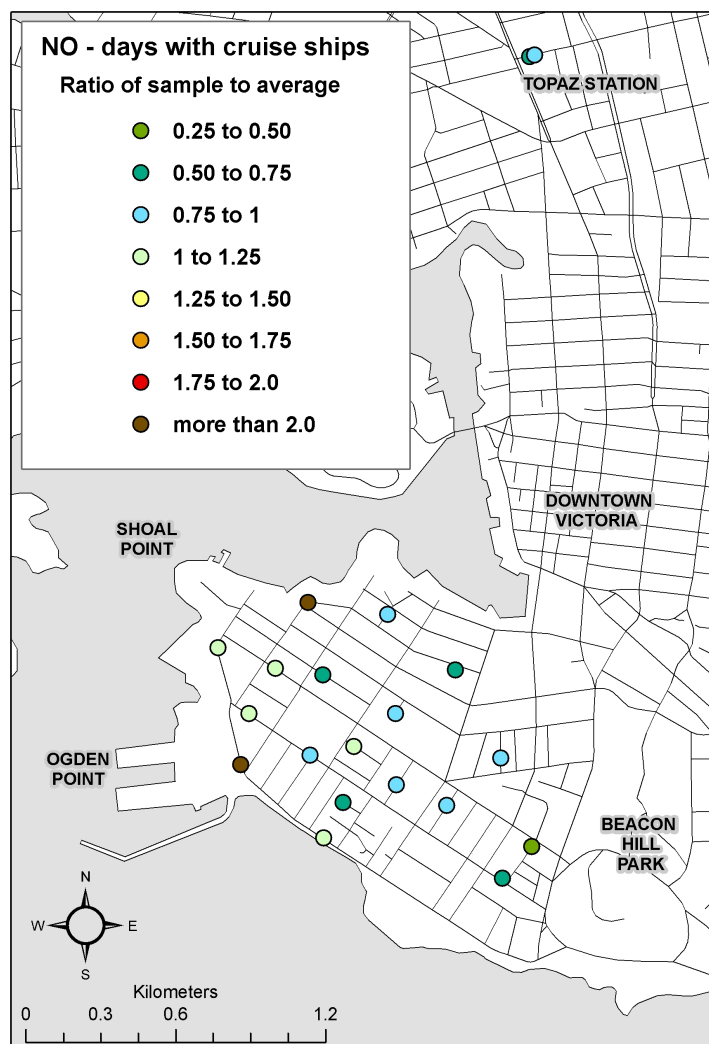 NO - days with cruise ships
Ratio of sample to average
0.25 to 0.50
0.50 to 0.75
0.75 to 1
1 to 1.25
1.25 to 1.50
1.50 to 1.75
1.75 to 2.0
more than 2.0
TOPAZ STATION
DOWNTOWN
VICTORIA
SHOAL
POINT
OGDEN
POINT
BEACON
HILL
PARK
N
W E
S
Kilometers
0 0.3 0.6 1.2